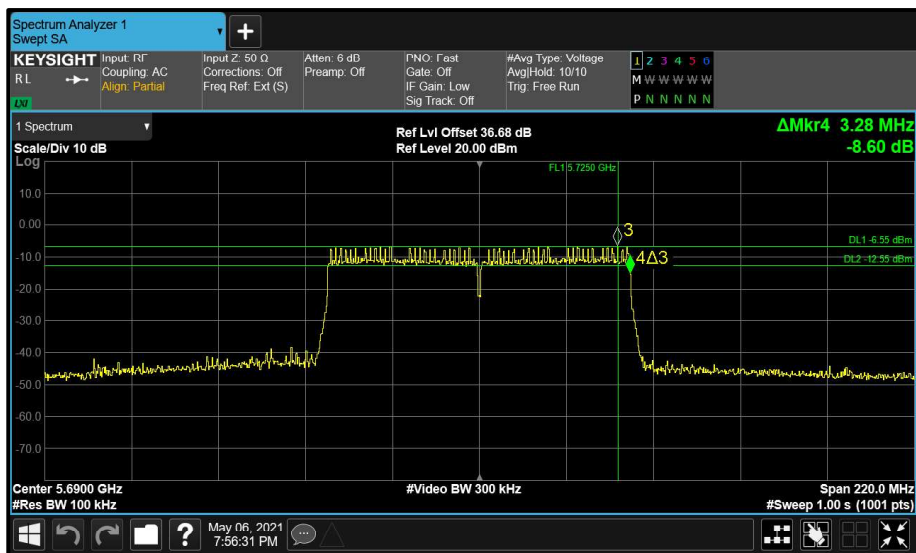 Spectrum Analyzer 1
Swept SA
KEYSIGHT
RL
LXI
Input: RF
Coupling: AC
Align: Partial
Input Z: 50 Ω
Corrections: Off
Freq Ref: Ext (S)
Atten: 6 dB
Preamp: Off
PNO: Fast
Gate: Off
IF Gain: Low
Sig Track: Off
#Avg Type: Voltage
Avg|Hold: 10/10
Trig: Free Run
1 2 3 4 5 6
M W W W W W
P N N N N N
1 Spectrum
Scale/Div 10 dB
Ref Lvl Offset 36.68 dB
Ref Level 20.00 dBm
ΔMkr4 3.28 MHz
-8.60 dB
Log
FL1 5.7250 GHz
10.0
0.00
3
DL1 -6.55 dBm
-10.0
4Δ3
DL2 -12.55 dBm
-20.0
-30.0
-40.0
-50.0
-60.0
-70.0
Center 5.6900 GHz
#Video BW 300 kHz
Span 220.0 MHz
#Res BW 100 kHz
#Sweep 1.00 s (1001 pts)
?
May 06, 2021
7:56:31 PM